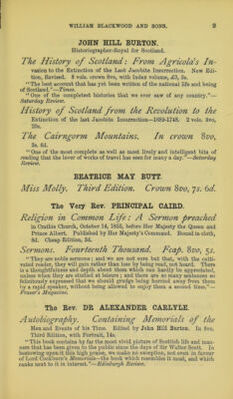 WILLIAM BLACKWOOD AND SONS. 9
JOHN HILL BURTON.
Historiographer-Royal for Scotland.
The History of Scotland: From Agricola's In-
vasion to the Extinction of the Last Jacobite Insurrection. New Edi-
tion, Revised. 8 vols. crown 8vo, with Index volume, £3, 3s.
"The best account that has yet been written of the national life and being
of Scotland."—Times.
"One of the completest histories that we ever saw of any country."—
Saturday Review.
History of Scotland from the Revolution to the
Extinction of the last Jacobite Insurrection—1689-1748. 2 vols. 8vo,
The Cairngorm Mountains. In crown 8vo,
3s. 6d.
"One of the most complete as well as most lively and intelligent bits of
reading that the lover of works of travel has seen for many a day."—Saturday
Review.
BEATRICE MAY BUTT.
Miss Molly. Third Edition. Crown 8vo, 7s. 6d.
The Very Rev. PRINCIPAL CAIRD.
Religion in Common Life: A Sermon preached
in Crathie Church, October 14, 1855, before Her Majesty the Queen and
Prince Albert. Published by Her Majesty's Command. Bound in cloth,
8d. Cheap Edition, 3d.
Sermons. Fourteenth Thousand. Fcap. 8vo, 5s.
"They are noble sermons; and we are not sure but that, with the culti-
vated reader, they will gain rather than lose by being read, not heard. There
is a thoughtfulness and depth about them which can hardly be appreciated,
unless when they are studied at leisure; and there are so many sentences so
felicitously expressed that we should grudge being hurried away from them
by a rapid speaker, without being allowed to enjoy them a second time."—
Fraser's Magazine.
The Rev. DR ALEXANDER CARLYLE.
Autobiography. Containing Memorials of the
Men and Events of his Time. Edited by John Hill Burton. In 8vo,
Third Edition, with Portrait, 14s.
"This book contains by far the most vivid picture of Scottish life and man-
ners that has been given to the public since the days of Sir Walter Scott. In
bestowing upon it this high praise, we make no exception, not even in favour
of Lord Cockburn's Memorials—the book which resembles it most, and which
ranks next to it in interest."—Edinburgh Review.